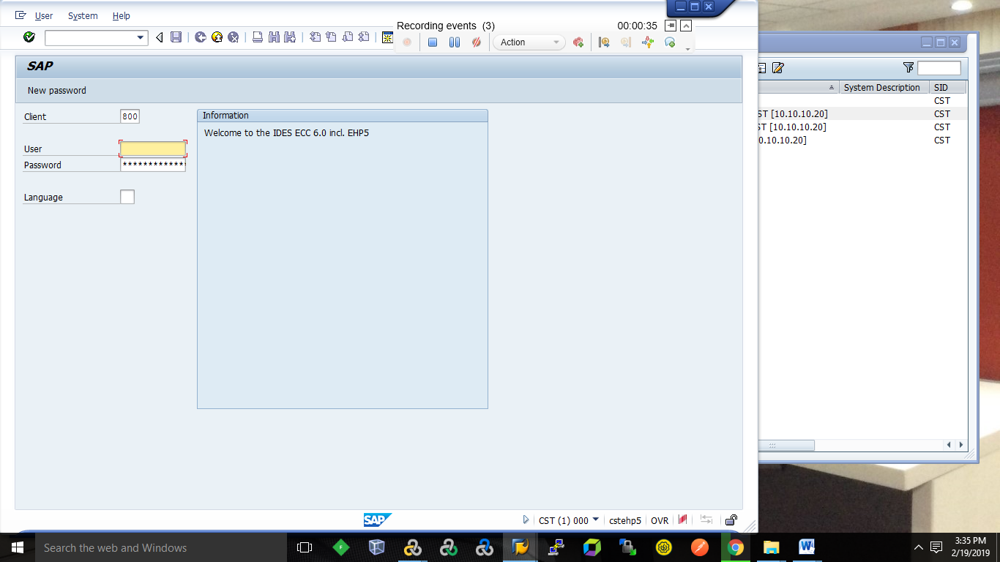 User System Help
Recording events (3) 00:00:35
Action
SAP
New password
Client 800
User
Password ************
Language
Information
Welcome to the IDES ECC 6.0 incl. EHP5
System Description SID
CST
ST [10.10.10.20] CST
ST [10.10.10.20] CST
0.10.10.20] CST
SAP
CST (1) 000 cstehp5 OVR
Search the web and Windows
F
W
3:35 PM
2/19/2019